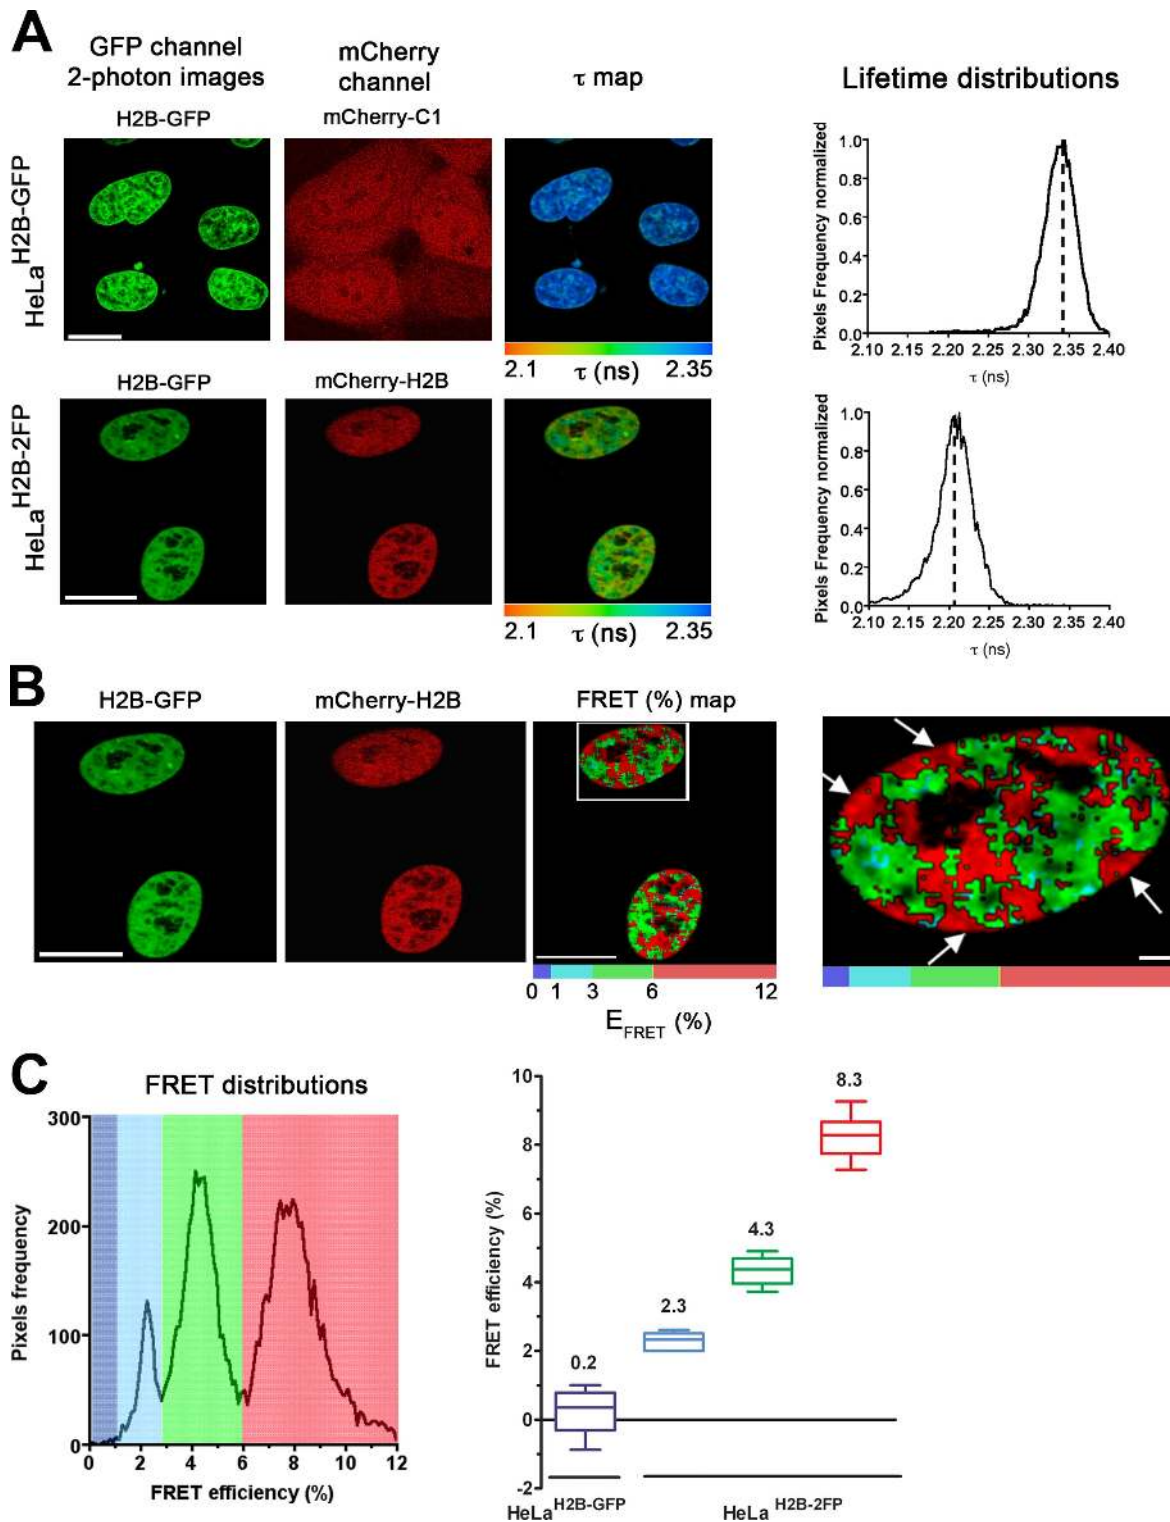 A
GFP channel
2-photon images
mCherry
channel
τ map
Lifetime distributions
H2B-GFP
mCherry-C1
HeLa H2B-GFP
Pixels Frequency normalized
1.0
0.8
0.6
0.4
0.2
0.0
2.10 2.15 2.20 2.25 2.30 2.35 2.40
τ (ns)
2.1 τ (ns) 2.35
H2B-GFP
mCherry-H2B
HeLa H2B-2FP
Pixels Frequency normalized
1.0
0.8
0.6
0.4
0.2
0.0
2.10 2.15 2.20 2.25 2.30 2.35 2.40
τ (ns)
2.1 τ (ns) 2.35
B
H2B-GFP
mCherry-H2B
FRET (%) map
0 1 3 6 12
EFRET (%)
C
FRET distributions
Pixels frequency
300
200
100
0
0 2 4 6 8 10 12
FRET efficiency (%)
FRET efficiency (%)
10
8
6
4
2
0
-2
0.2
2.3
4.3
8.3
HeLa H2B-GFP
HeLa H2B-2FP